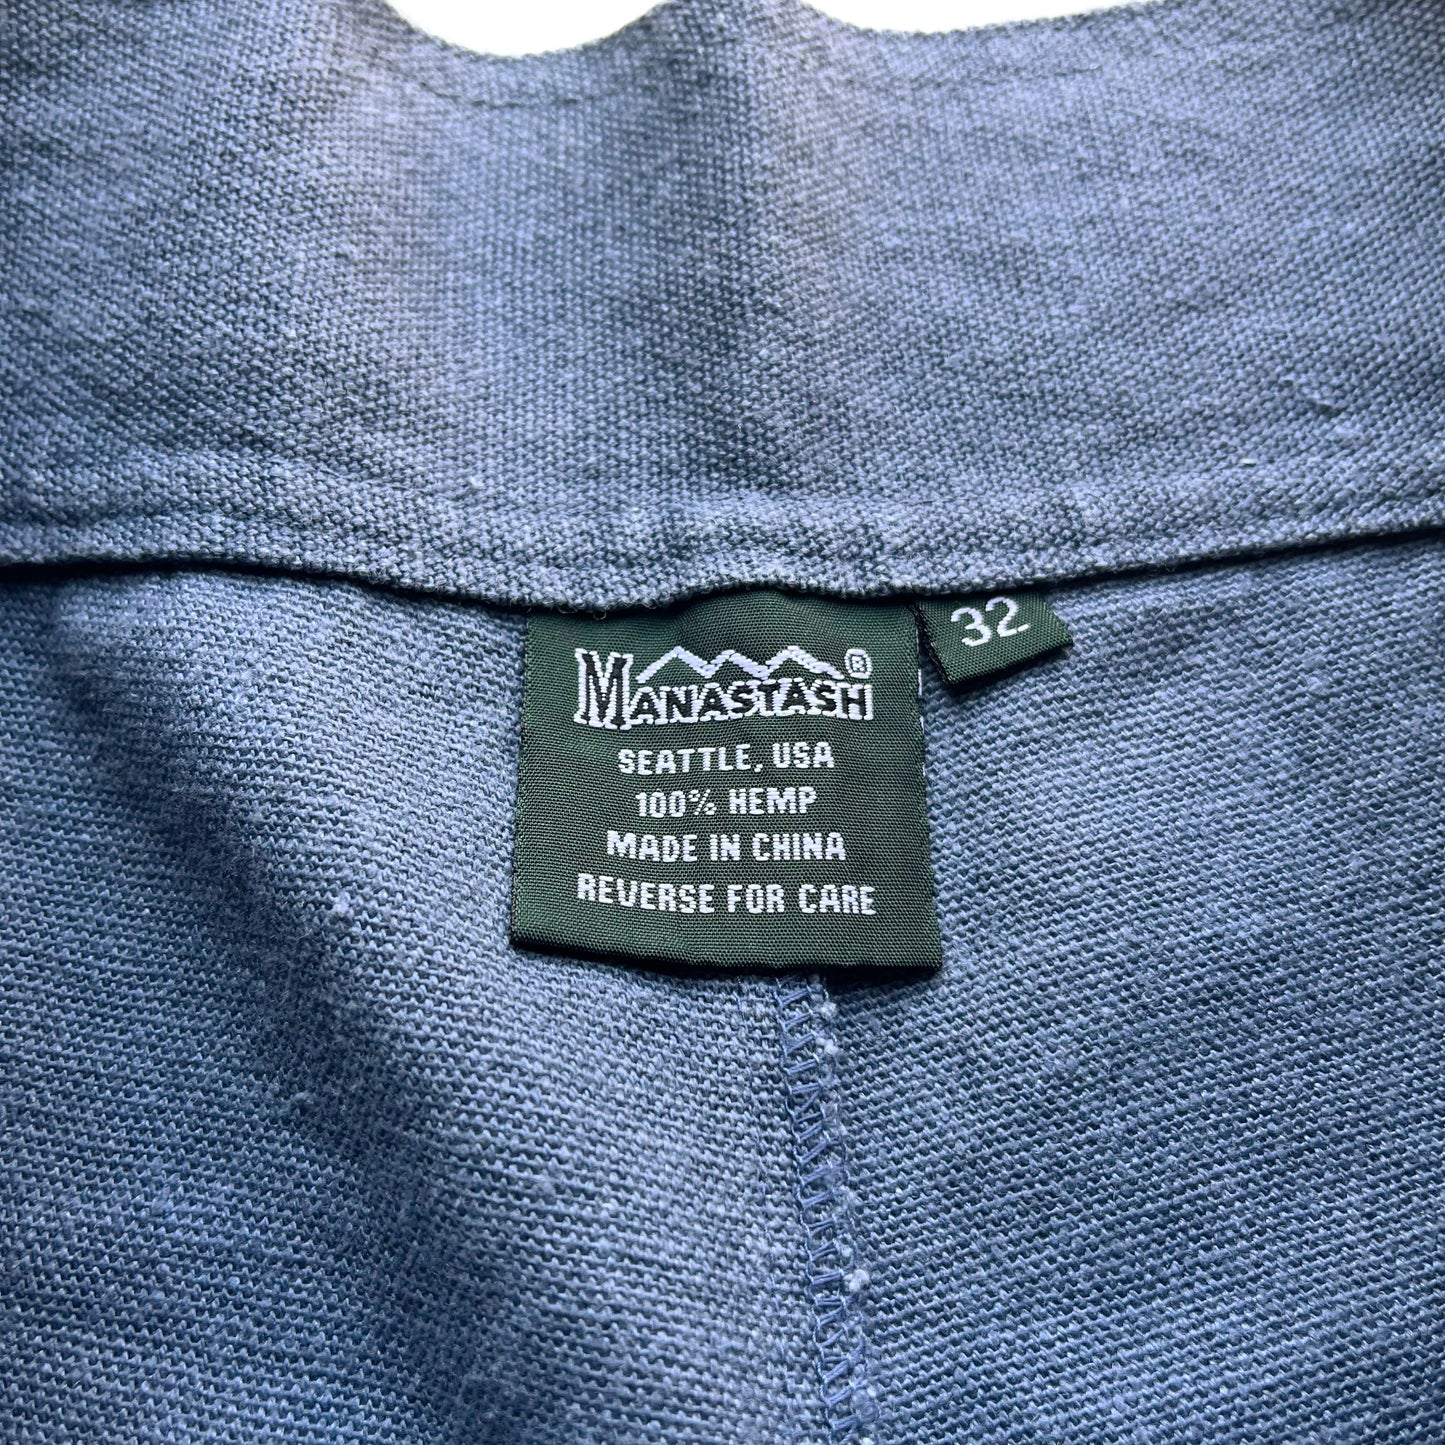 MANASTASH®
SEATTLE, USA
100% HEMP
MADE IN CHINA
REVERSE FOR CARE
32